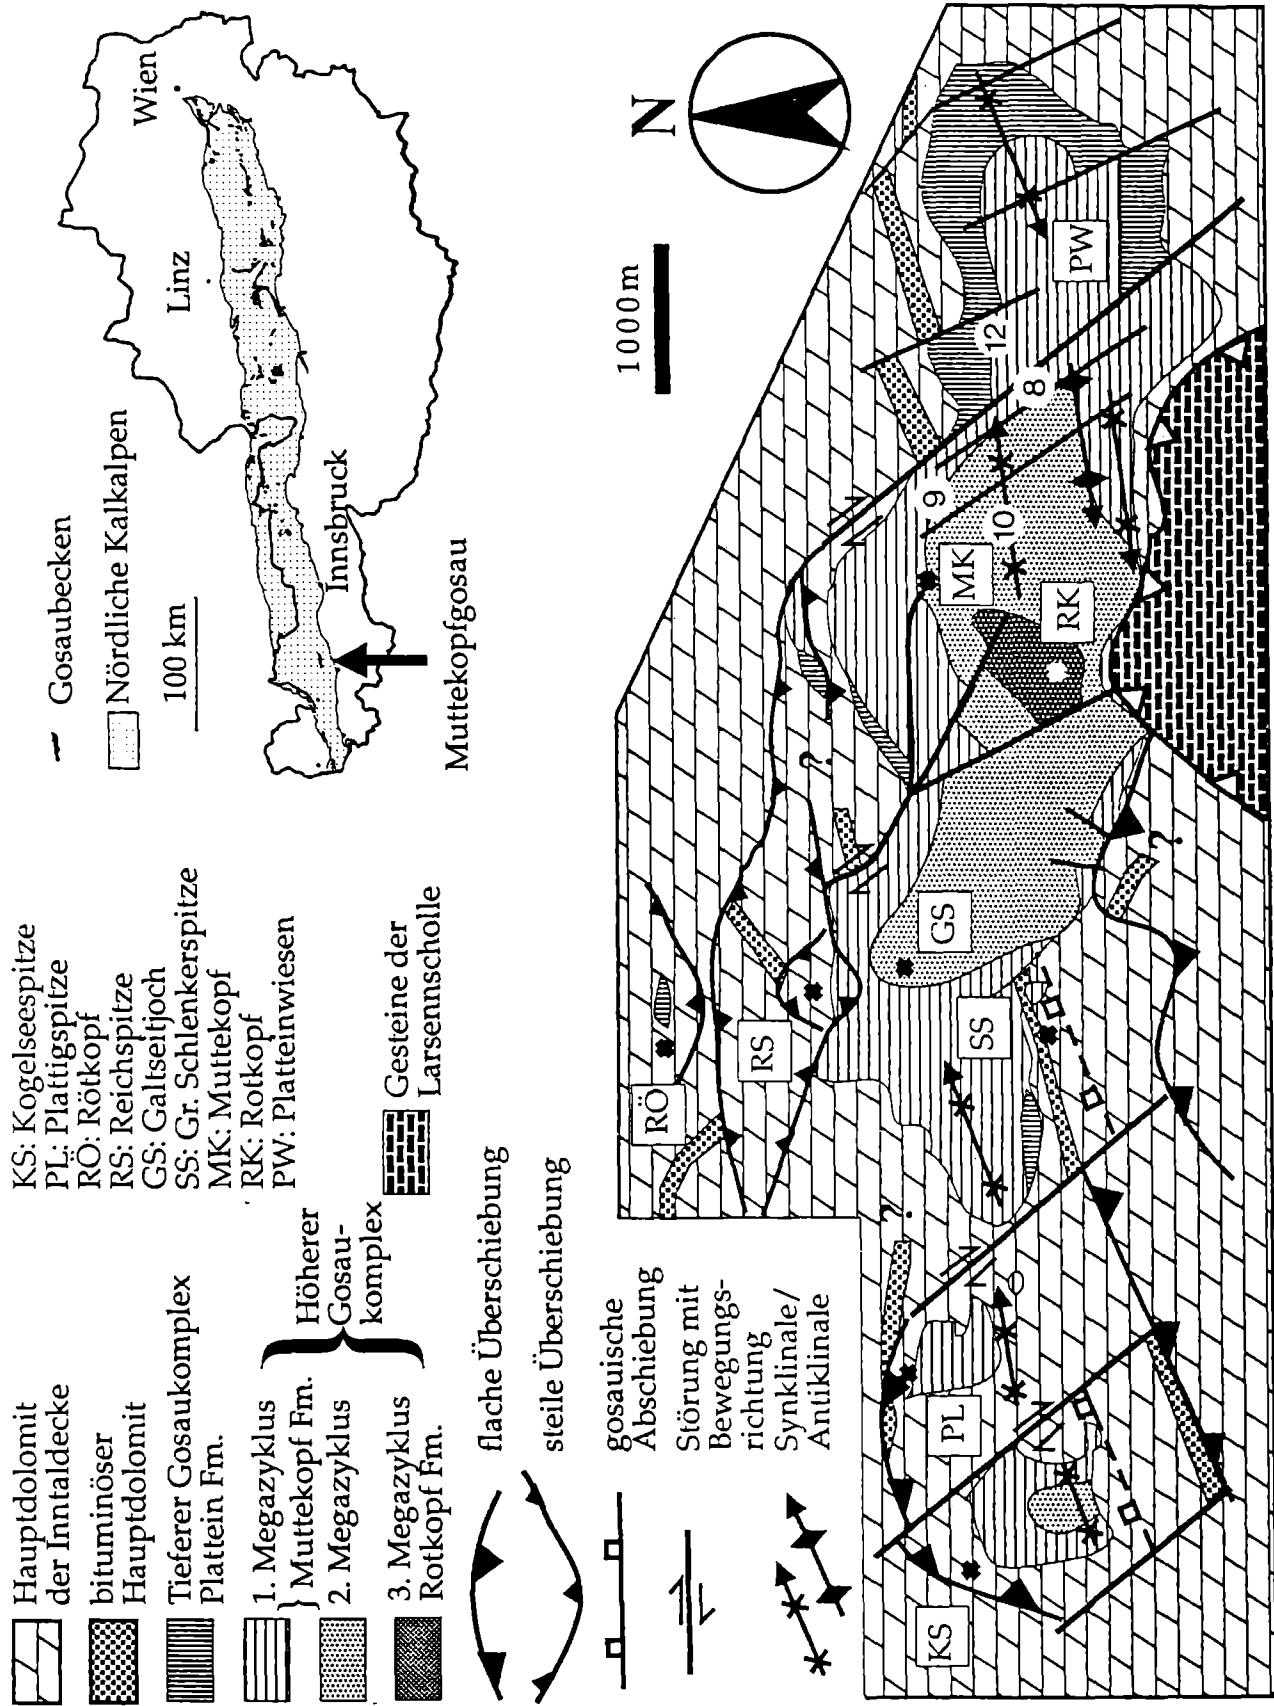 Hauptdolomit
der Inntaldecke
bituminöser
Hauptdolomit
Tieferer Gosaukomplex
Plattein Fm.
1. Megazyklus
} Muttekopf Fm.
2. Megazyklus
3. Megazyklus
Rotkopf Fm.
Höherer
Gosau-
komplex
flache Überschiebung
steile Überschiebung
gosauische
Abschiebung
Störung mit
Bewegungs-
richtung
Synklinale/
Antiklinale
KS: Kogelseespitze
PL: Plattigspitze
RÖ: Rötkopf
RS: Reichspitze
GS: Galtseitjoch
SS: Gr. Schlenkerspitze
MK: Muttekopf
RK: Rotkopf
PW: Platteinwiesen
Gesteine der
Larsennscholle
Gosaubecken
Nördliche Kalkalpen
100 km
Wien
Linz
Innsbruck
Muttekopfgosau
1000m
N
RÖ
RS
?
?
?
KS
PL
SS
GS
MK
RK
PW
9
10
8
12